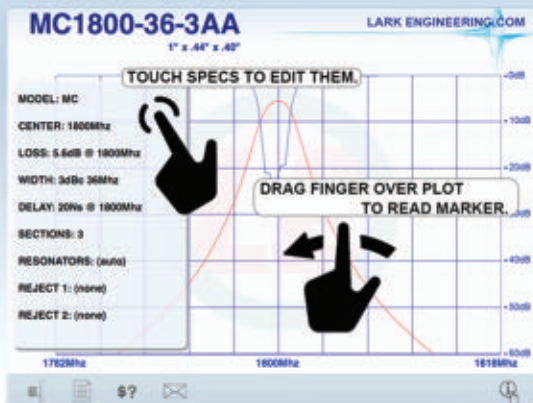 MC1800-36-3AA
LARK ENGINEERING.COM
1" x .44" x .40"
TOUCH SPECS TO EDIT THEM.
-0dB
MODEL: MC
-10dB
CENTER: 1800Mhz
LOSS: 5.6dB @ 1800Mhz
-20dB
WIDTH: 3dBc 36Mhz
DRAG FINGER OVER PLOT
TO READ MARKER.
DELAY: 20Ns @ 1800Mhz
SECTIONS: 3
-40dB
RESONATORS: (auto)
REJECT 1: (none)
-50dB
REJECT 2: (none)
-60dB
1782Mhz
1800Mhz
1818Mhz
$?